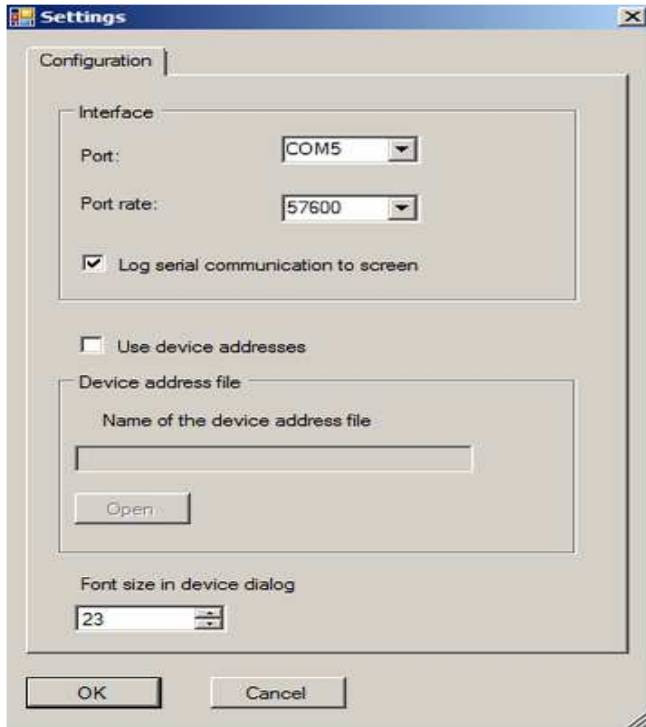 Settings
Configuration
Interface
Port:
COM5
Port rate:
57600
Log serial communication to screen
Use device addresses
Device address file
Name of the device address file
Open
Font size in device dialog
23
OK
Cancel